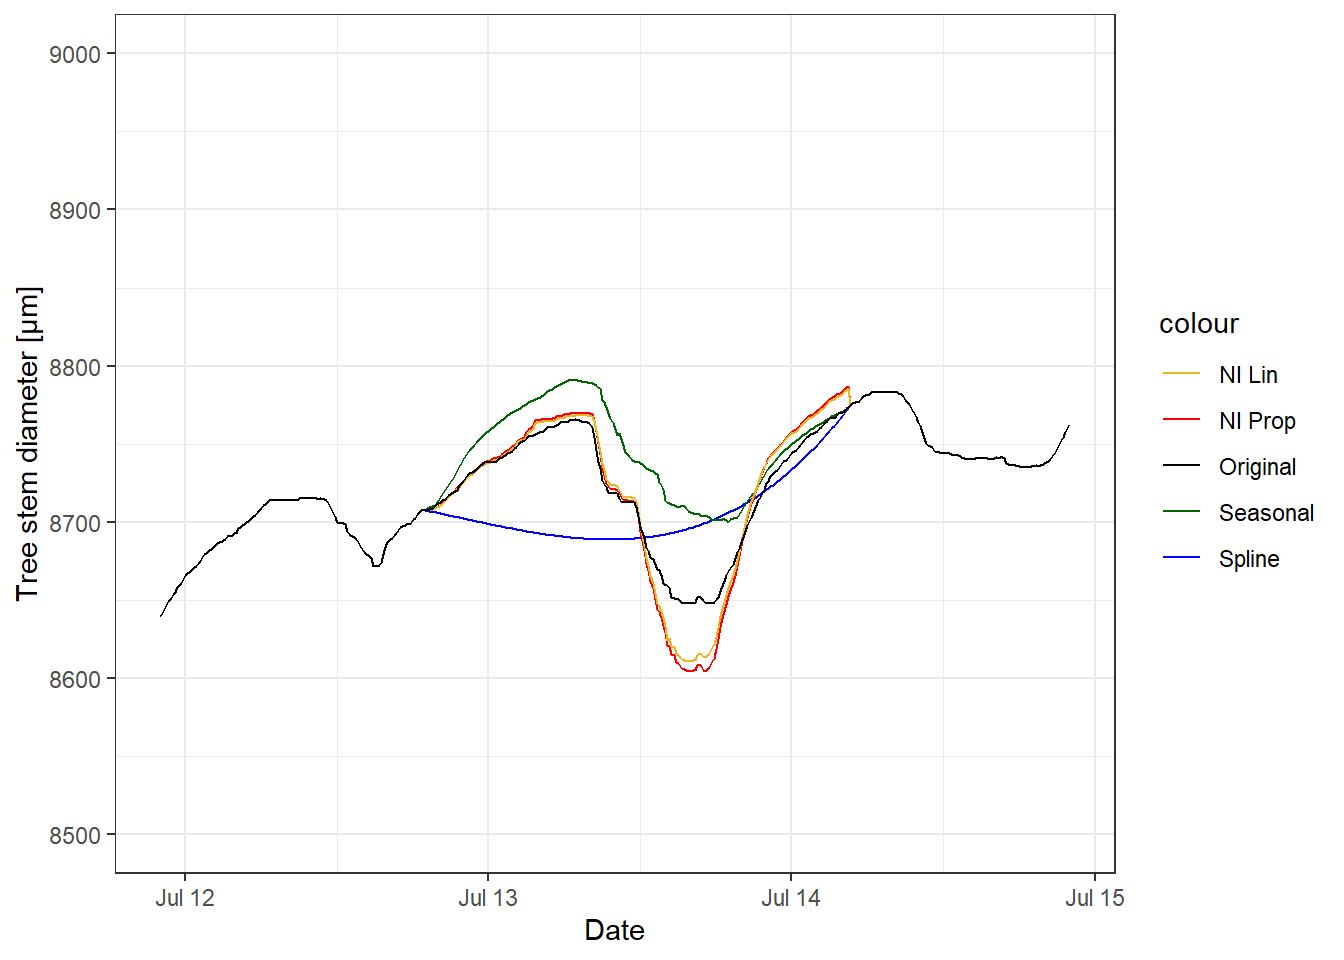 9000
8900
8800
8700
8600
8500
Tree stem diameter [µm]
Jul 12
Jul 13
Jul 14
Jul 15
Date
colour
NI Lin
NI Prop
Original
Seasonal
Spline